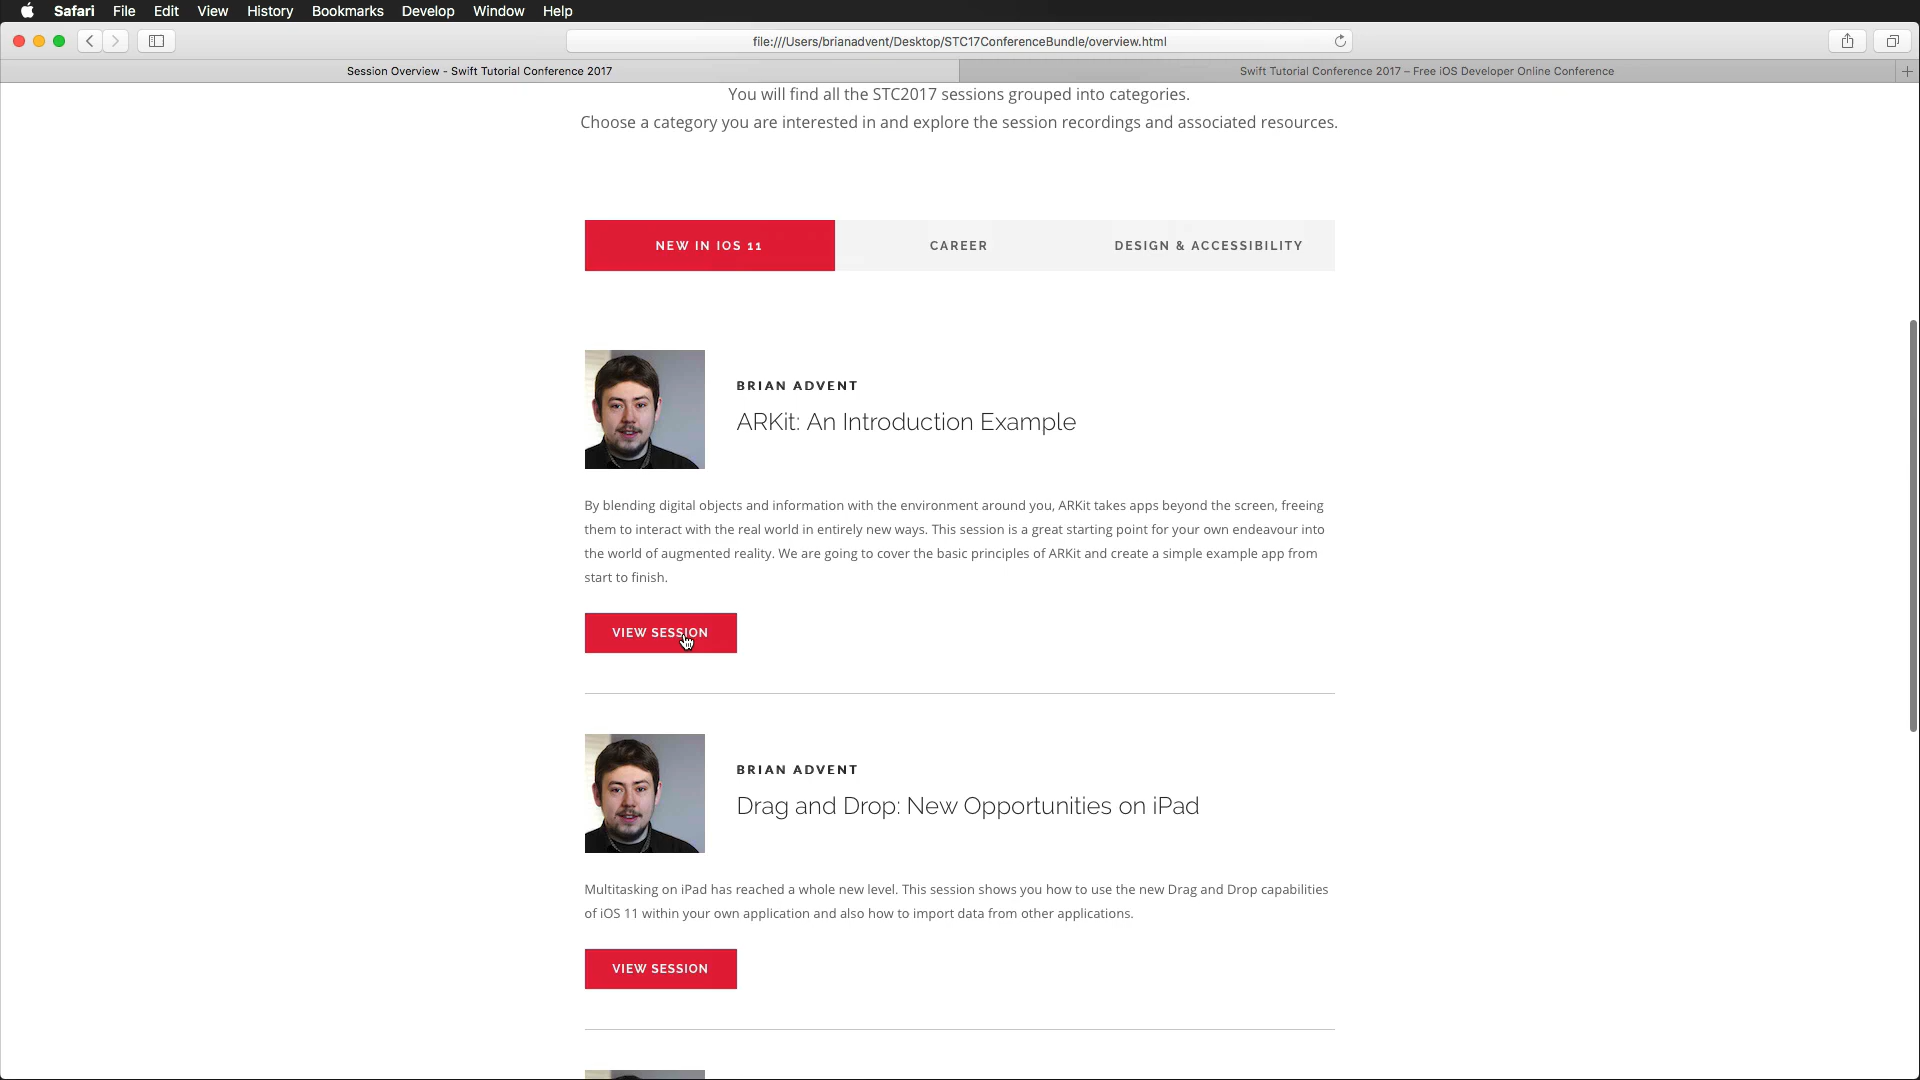 Safari File Edit View History Bookmarks Develop Window Help
file:///Users/brianadvent/Desktop/STC17ConferenceBundle/overview.html
Session Overview - Swift Tutorial Conference 2017
Swift Tutorial Conference 2017 – Free iOS Developer Online Conference
You will find all the STC2017 sessions grouped into categories.
Choose a category you are interested in and explore the session recordings and associated resources.
NEW IN IOS 11
CAREER
DESIGN & ACCESSIBILITY
BRIAN ADVENT
ARKit: An Introduction Example
By blending digital objects and information with the environment around you, ARKit takes apps beyond the screen, freeing
them to interact with the real world in entirely new ways. This session is a great starting point for your own endeavour into
the world of augmented reality. We are going to cover the basic principles of ARKit and create a simple example app from
start to finish.
VIEW SESSION
BRIAN ADVENT
Drag and Drop: New Opportunities on iPad
Multitasking on iPad has reached a whole new level. This session shows you how to use the new Drag and Drop capabilities
of iOS 11 within your own application and also how to import data from other applications.
VIEW SESSION